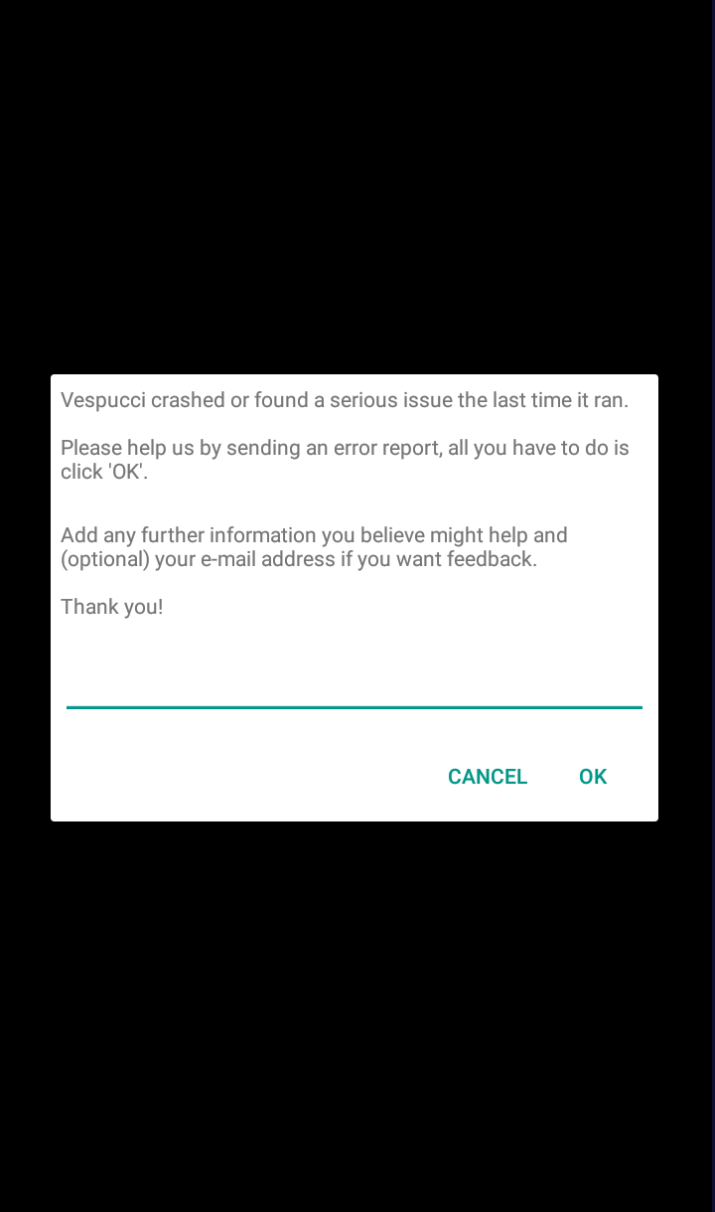 Vespucci crashed or found a serious issue the last time it ran.
Please help us by sending an error report, all you have to do is
click 'OK'.
Add any further information you believe might help and
(optional) your e-mail address if you want feedback.
Thank you!
CANCEL OK